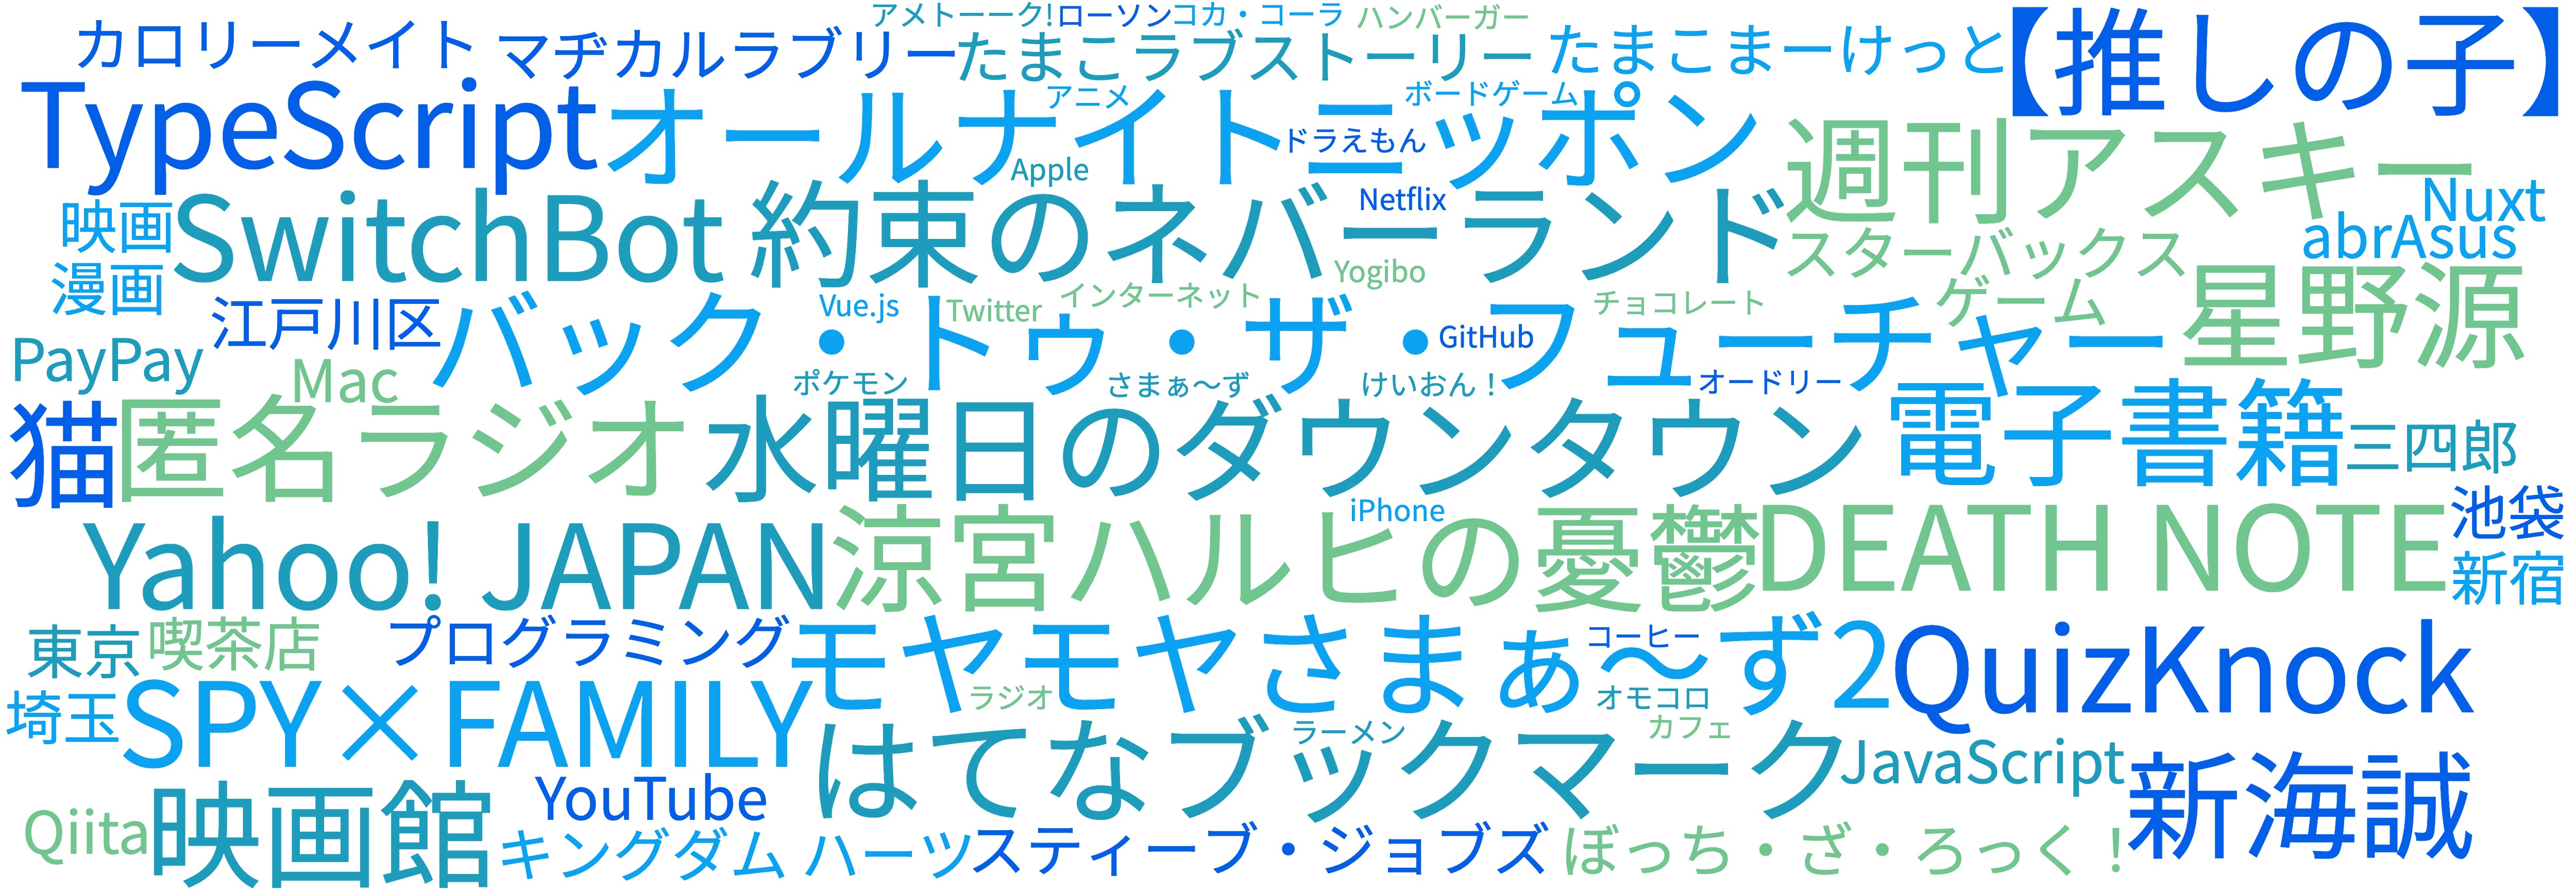 アメトーーク!
ローソン
コカ・コーラ
ハンバーガー
カロリーメイト
マヂカルラブリー
たまこラブストーリー
たまこまーけっと
【推しの子】
TypeScript
オールナイトニッポン
アニメ
ボードゲーム
ドラえもん
週刊アスキー
Apple
映画
SwitchBot
約束のネバーランド
Netflix
Nuxt
abrAsus
スターバックス
漫画
Yogibo
江戸川区
バック・トゥ・ザ・フューチャー
Vue.js
Twitter
インターネット
チョコレート
ゲーム
星野源
GitHub
PayPay
Mac
ポケモン
さまぁ~ず
けいおん！
オードリー
猫
匿名ラジオ
水曜日のダウンタウン
電子書籍
三四郎
Yahoo! JAPAN
涼宮ハルヒの憂鬱
iPhone
DEATH NOTE
池袋
新宿
東京
喫茶店
プログラミング
モヤモヤさまぁ~ず2
コーヒー
QuizKnock
埼玉
SPY×FAMILY
ラジオ
オモコロ
はてなブックマーク
ラーメン
カフェ
JavaScript
新海誠
Qiita
映画館
YouTube
キングダム ハーツ
スティーブ・ジョブズ
ぼっち・ざ・ろっく！